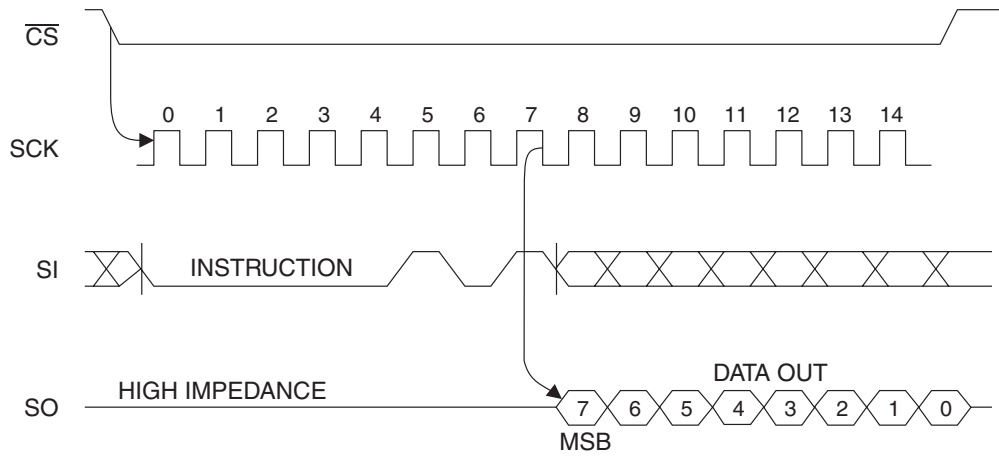 CS
0 1 2 3 4 5 6 7 8 9 10 11 12 13 14
SCK
SI INSTRUCTION
HIGH IMPEDANCE DATA OUT
SO 7 6 5 4 3 2 1 0
MSB